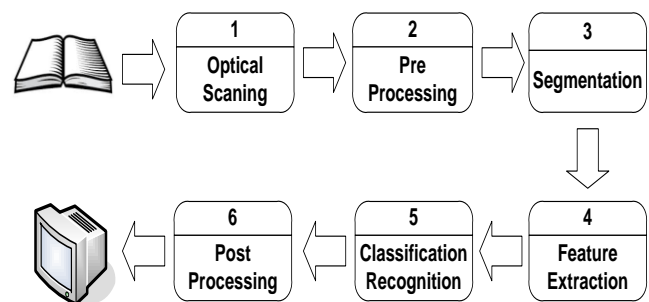 1
Optical
Scaning
2
Pre
Processing
3
Segmentation
4
Feature
Extraction
5
Classification
Recognition
6
Post
Processing